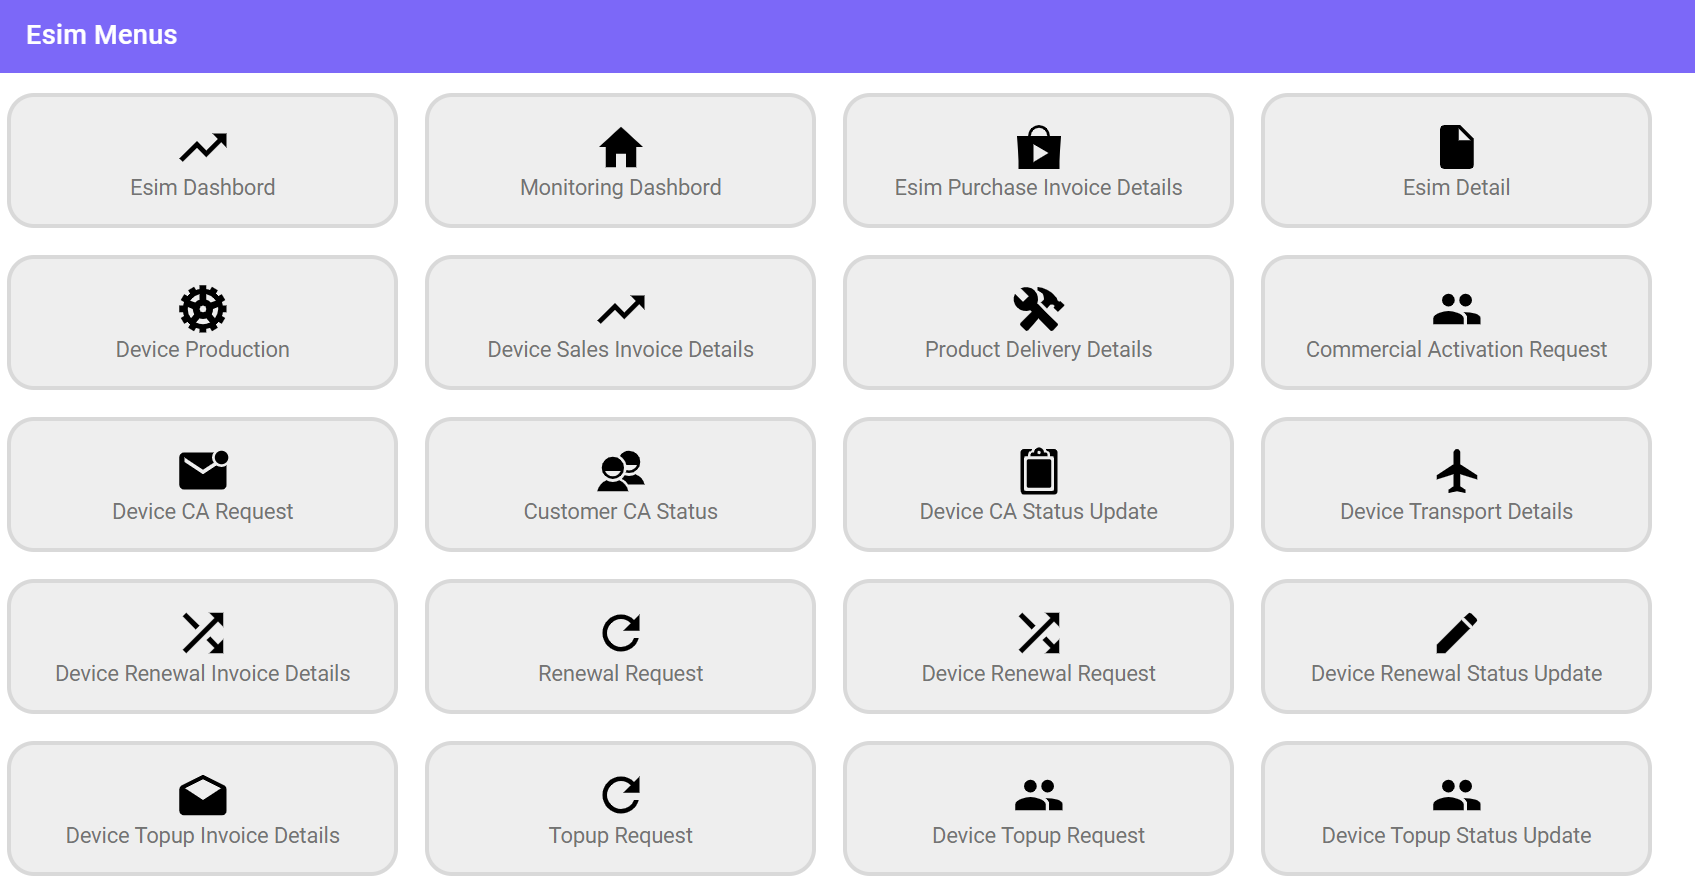 Esim Menus
Esim Dashbord
Monitoring Dashbord
Esim Purchase Invoice Details
Esim Detail
Device Production
Device Sales Invoice Details
Product Delivery Details
Commercial Activation Request
Device CA Request
Customer CA Status
Device CA Status Update
Device Transport Details
Device Renewal Invoice Details
Renewal Request
Device Renewal Request
Device Renewal Status Update
Device Topup Invoice Details
Topup Request
Device Topup Request
Device Topup Status Update